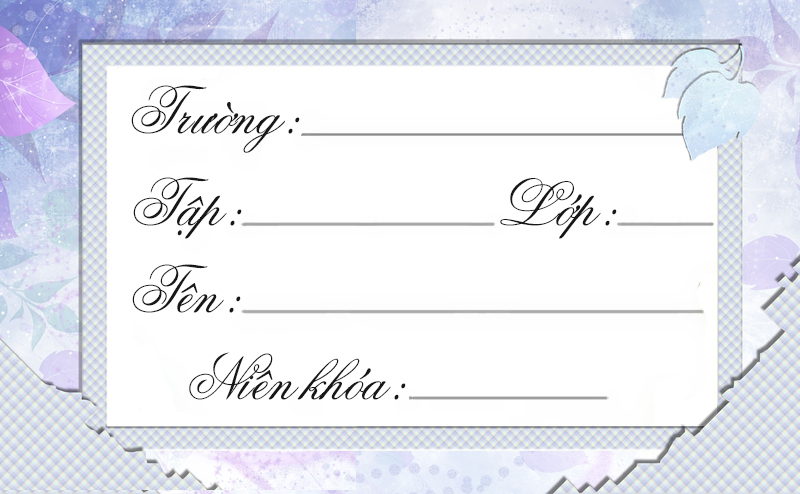 Trường :
Tập : Lớp :
Tên :
Niên khóa :